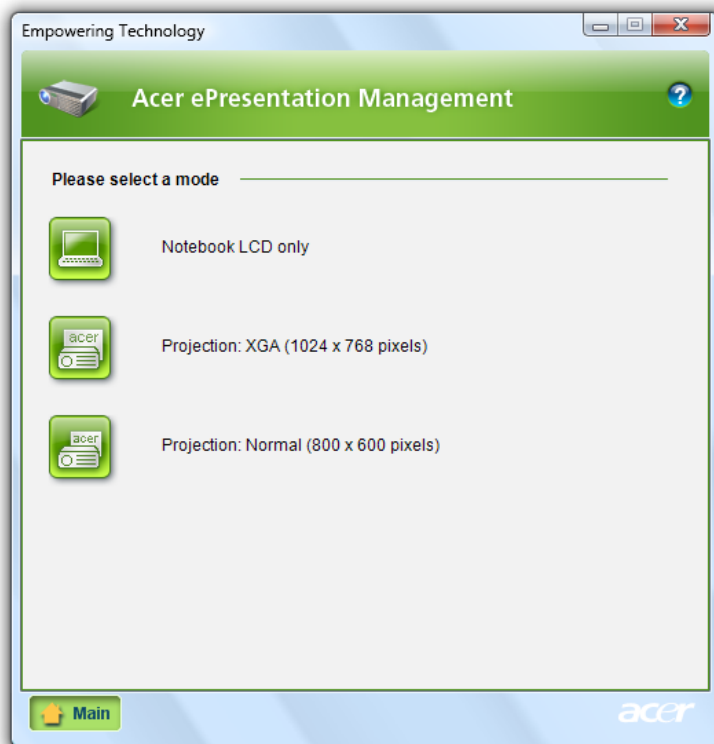 Empowering Technology
Acer ePresentation Management
?
Please select a mode
Notebook LCD only
acer
Projection: XGA (1024 x 768 pixels)
acer
Projection: Normal (800 x 600 pixels)
Main
acer